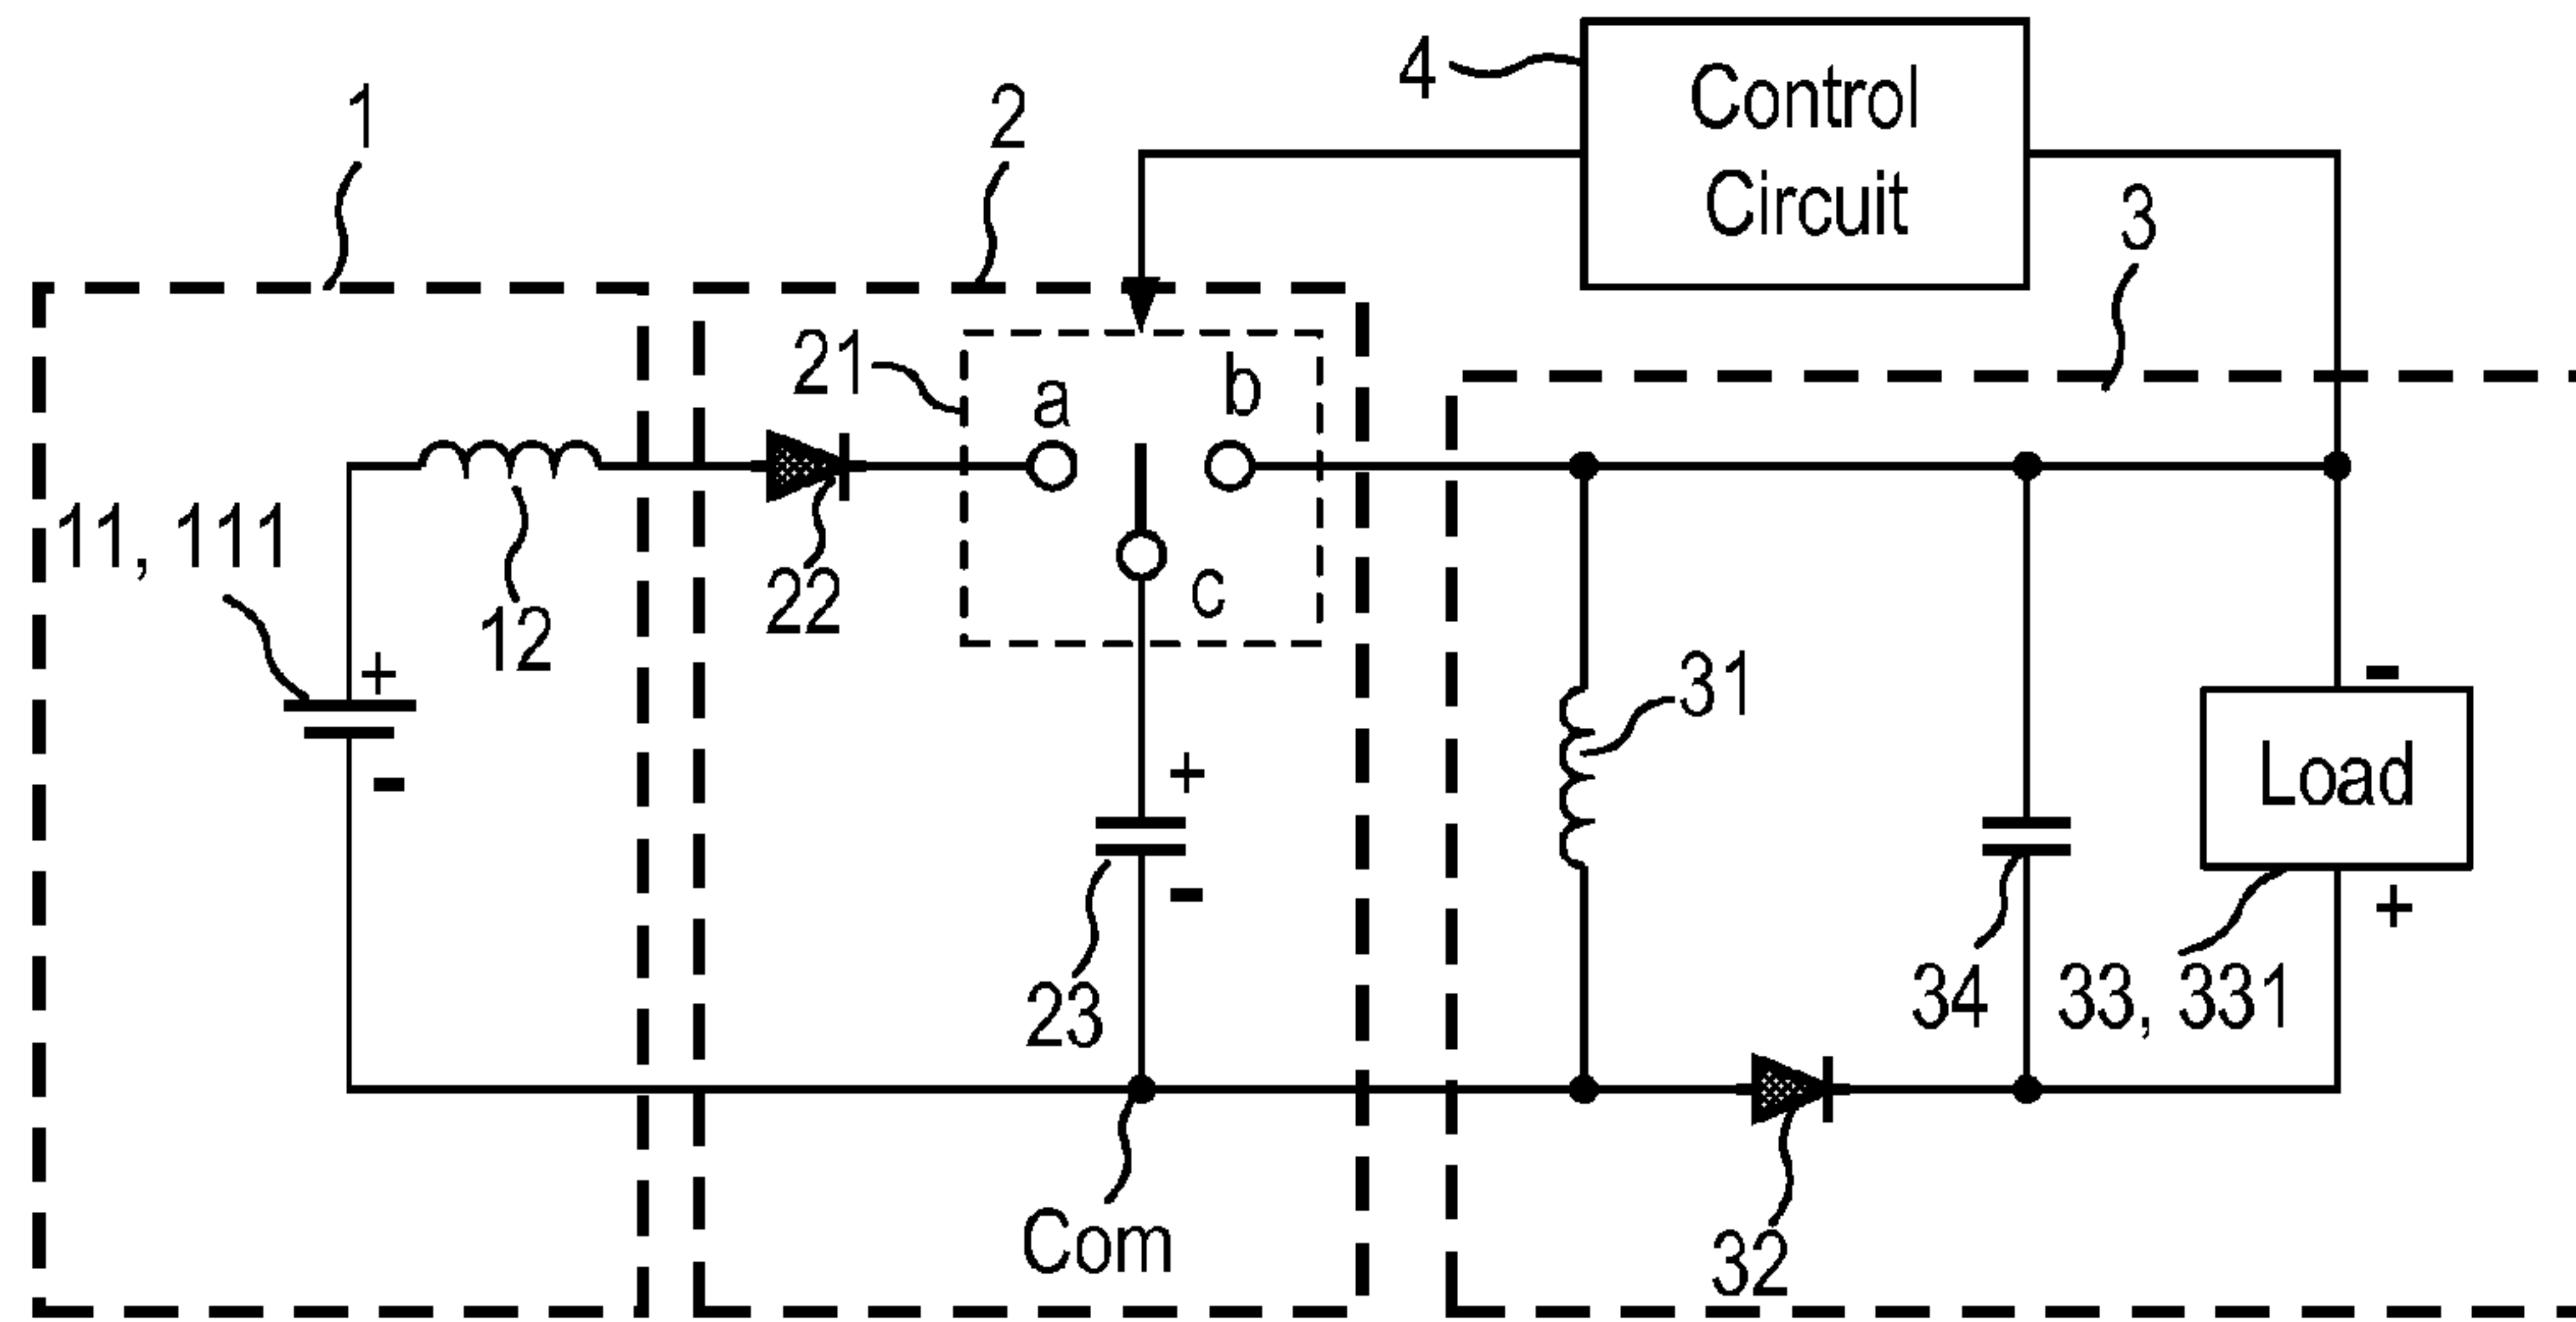 4
Control
Circuit
1
2
3
21
a
b
11, 111
22
c
12
+
-
31
+
-
-
Load
+
23
34
33, 331
Com
32